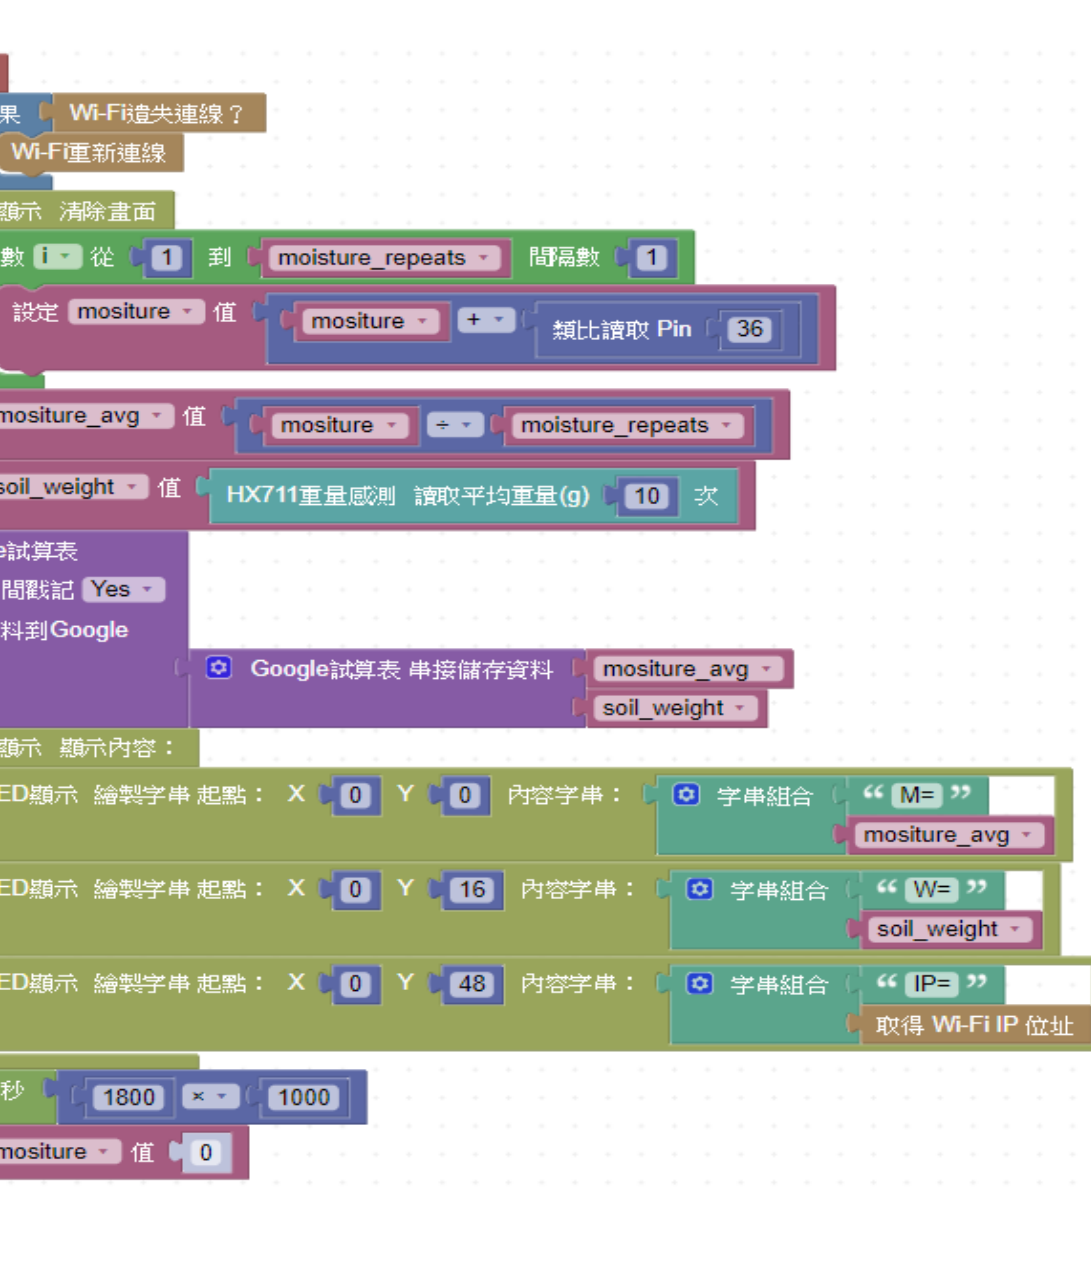 果 Wi-Fi遺失連線？
Wi-Fi重新連線
顯示 清除畫面
數 i 從 1 到 moisture_repeats 間隔數 1
設定 mositure 值 mositure + 類比讀取 Pin 36
mositure_avg 值 mositure ÷ moisture_repeats
soil_weight 值 HX711重量感測 讀取平均重量(g) 10 次
e試算表
間戳記 Yes
料到Google
Google試算表 串接儲存資料 mositure_avg
soil_weight
顯示 顯示內容：
ED顯示 繪製字串 起點： X 0 Y 0 內容字串： 字串組合 “ M= ”
mositure_avg
ED顯示 繪製字串 起點： X 0 Y 16 內容字串： 字串組合 “ W= ”
soil_weight
ED顯示 繪製字串 起點： X 0 Y 48 內容字串： 字串組合 “ IP= ”
取得 Wi-Fi IP 位址
秒 1800 × 1000
mositure 值 0